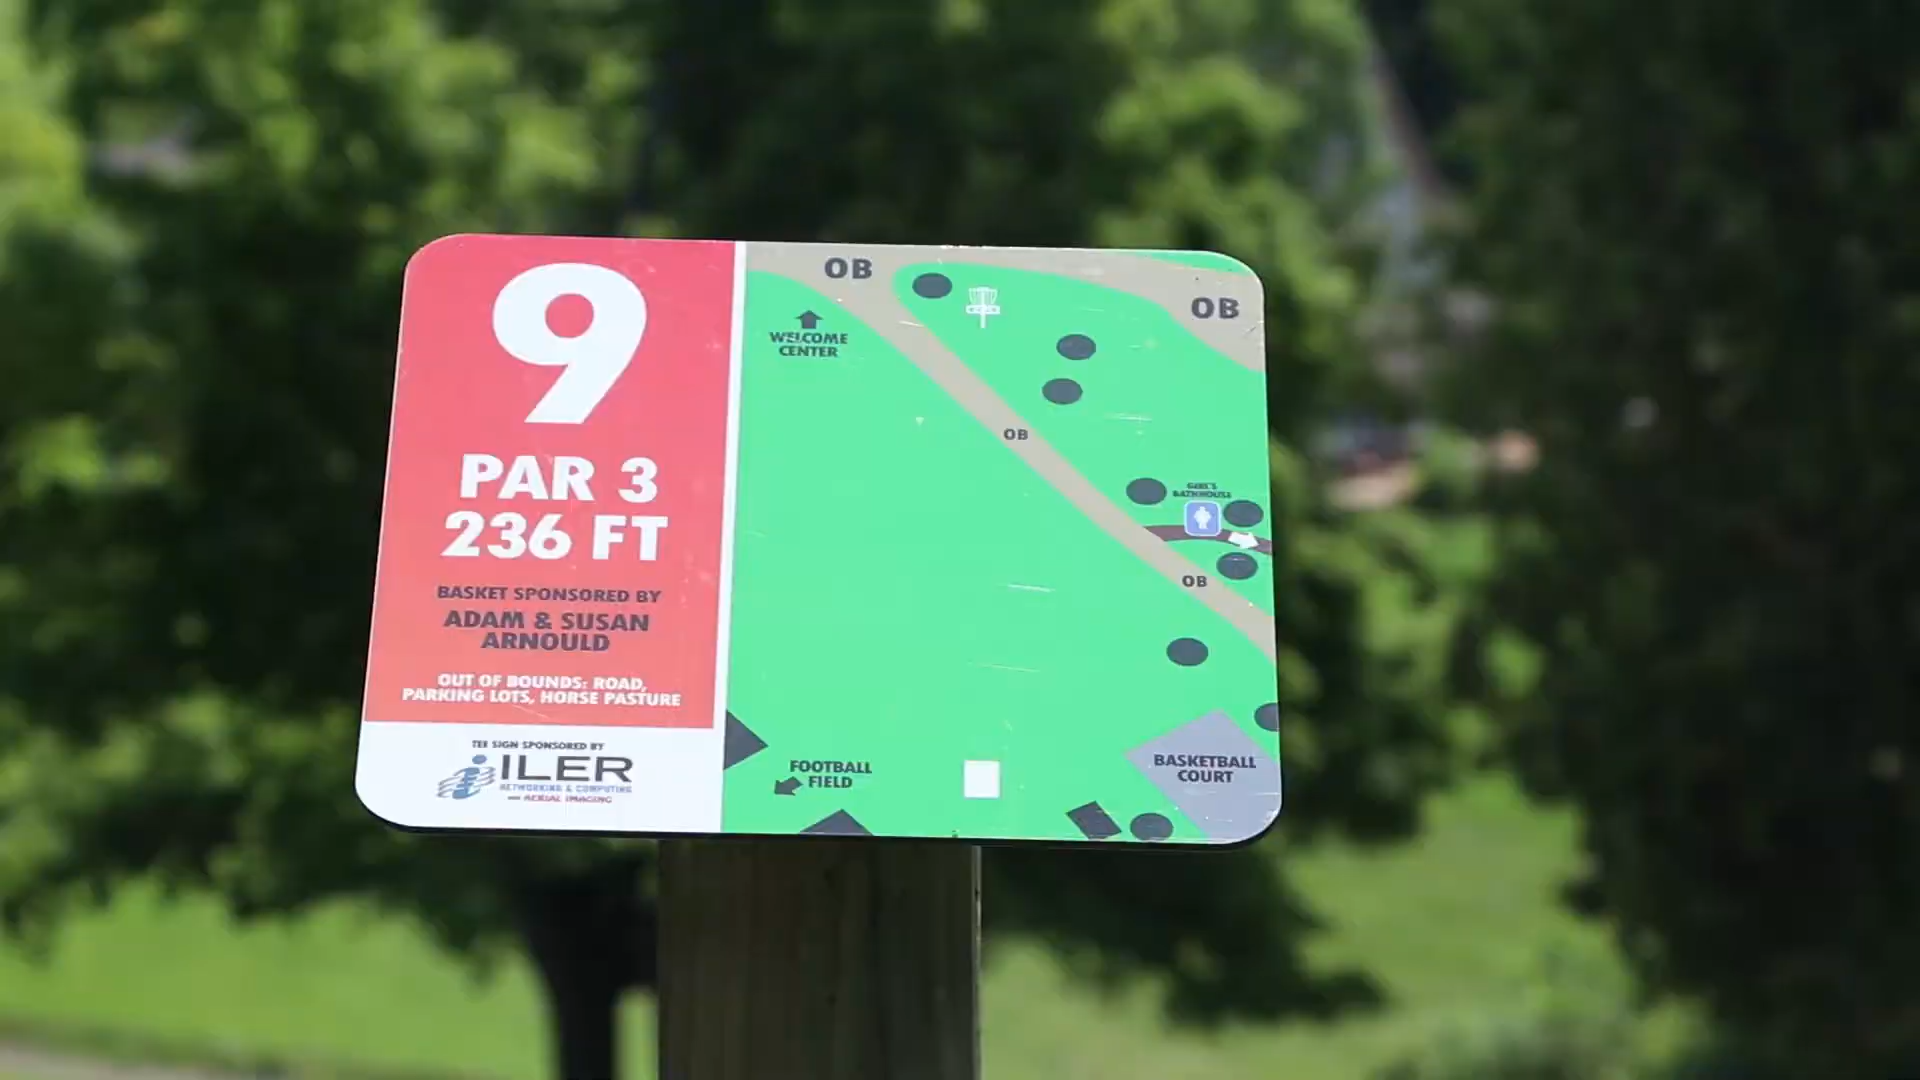 9
PAR 3
236 FT
BASKET SPONSORED BY
ADAM & SUSAN
ARNOULD
OUT OF BOUNDS: ROAD,
PARKING LOTS, HORSE PASTURE
TEE SIGN SPONSORED BY
ILER
NETWORKING & COMPUTING
AERIAL IMAGING
OB
OB
WELCOME
CENTER
OB
GIRL'S
BATHHOUSE
OB
FOOTBALL
FIELD
BASKETBALL
COURT